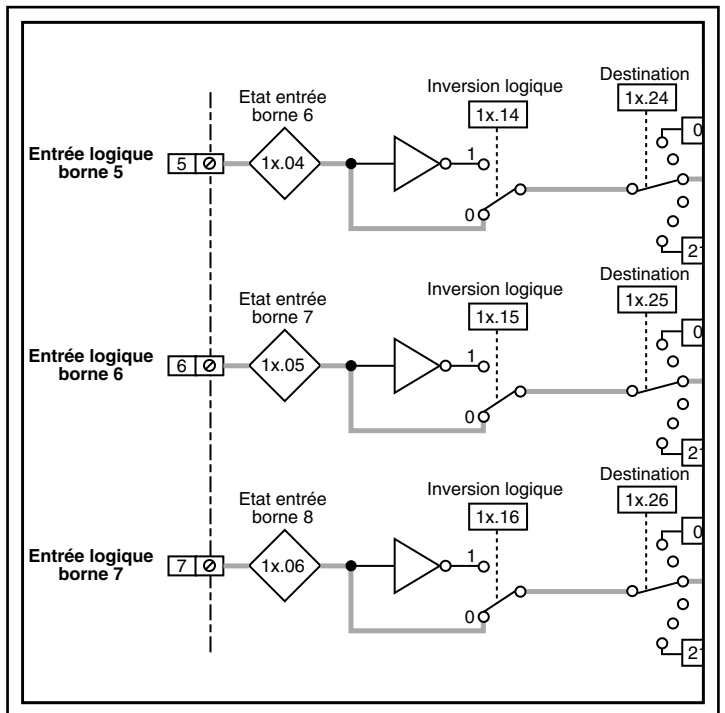 Etat entrée
borne 6
Inversion logique
Destination
1x.14
1x.24
0
Entrée logique
borne 5
5
1x.04
1
0
21
Etat entrée
borne 7
Inversion logique
Destination
1x.15
1x.25
0
Entrée logique
borne 6
6
1x.05
1
0
21
Etat entrée
borne 8
Inversion logique
Destination
1x.16
1x.26
0
Entrée logique
borne 7
7
1x.06
1
0
21